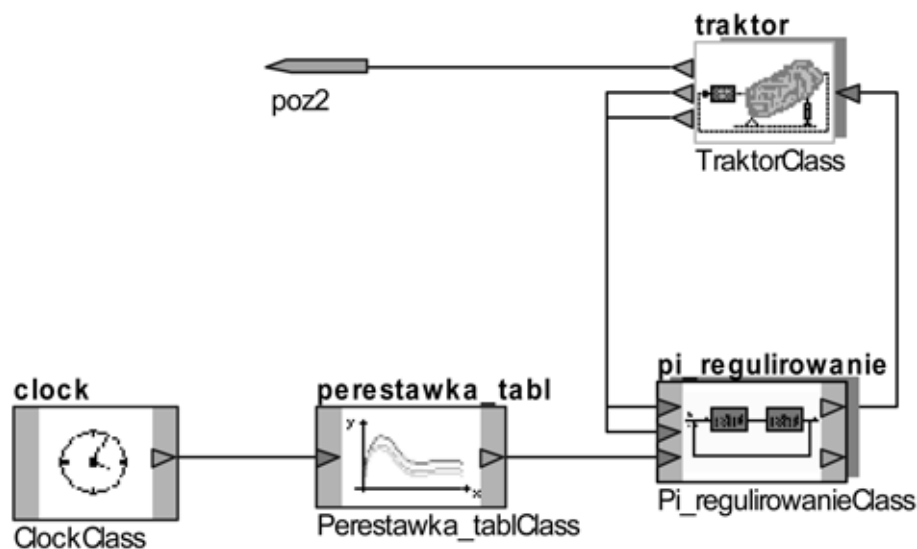 traktor
poz2
TraktorClass
pi_regulirowanie
clock
perestawka_tabl
y
x
Pi_regulirowanieClass
Perestawka_tablClass
ClockClass